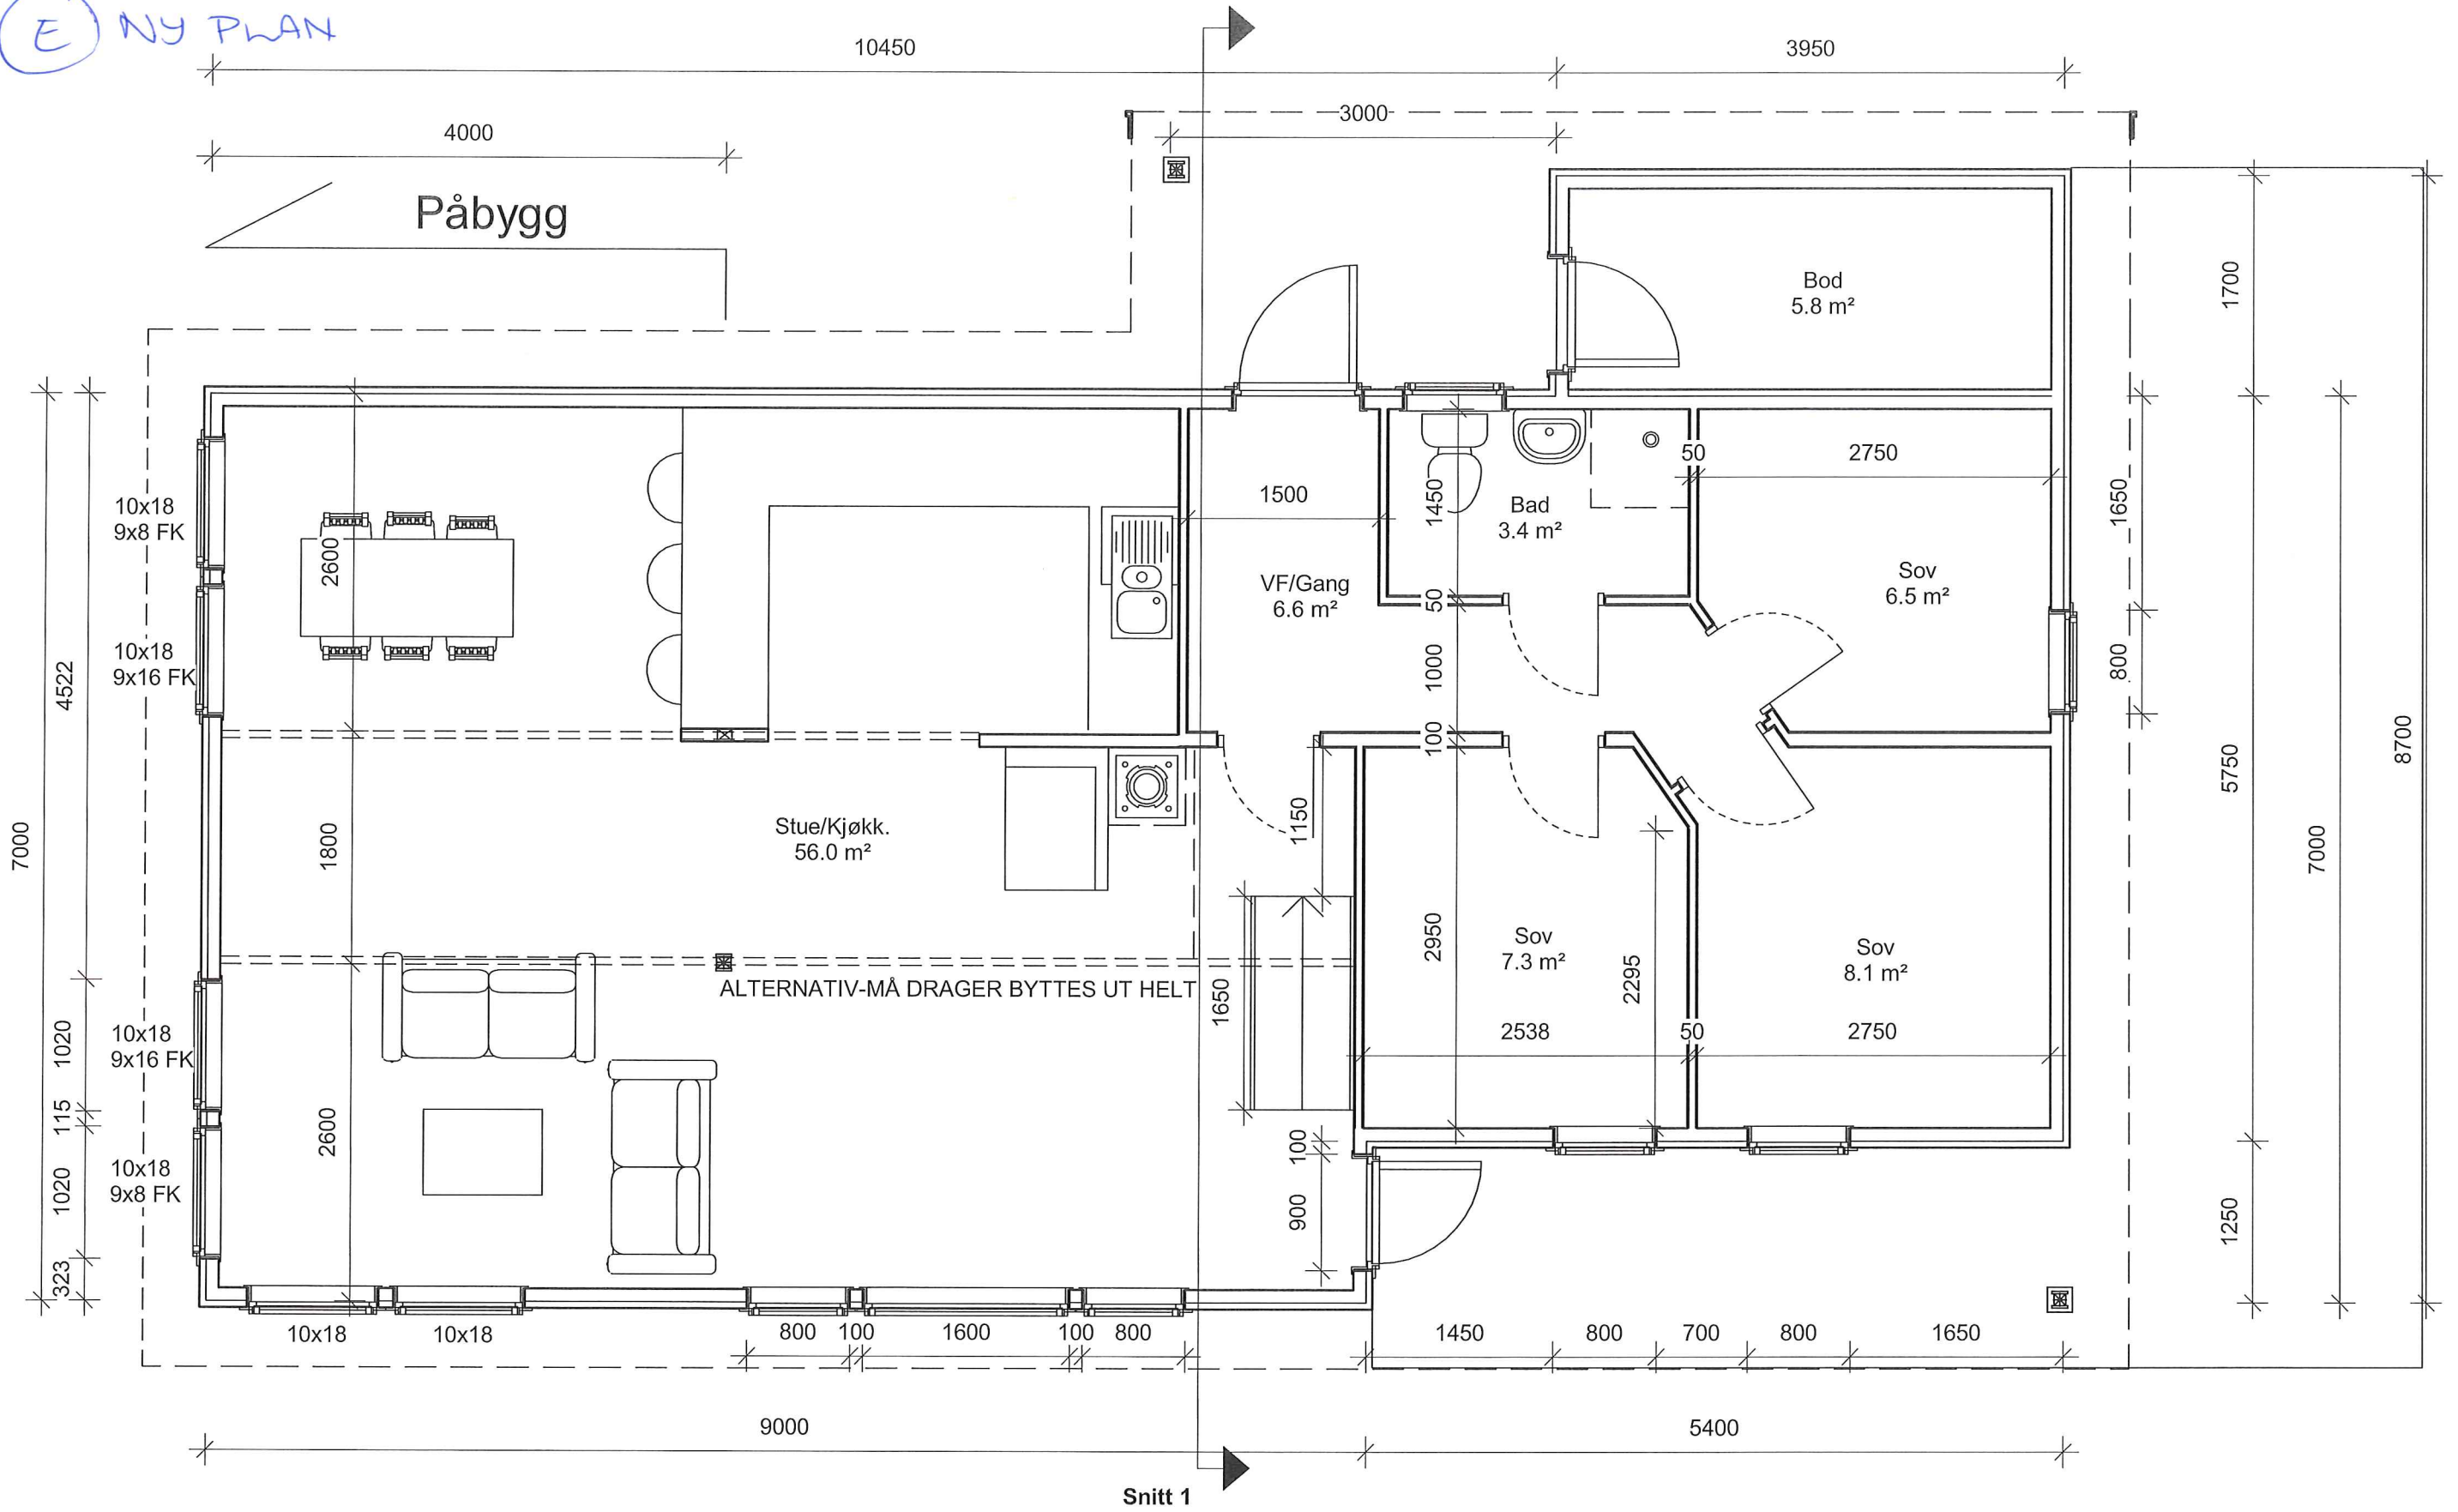 E NY PLAN
10450
3950
3000
4000
Påbygg
Bod
5.8 m²
1700
10x18
9x8 FK
2600
1500
1450
Bad
3.4 m²
50
2750
1650
Sov
6.5 m²
VF/Gang
6.6 m²
50
10x18
9x16 FK
4522
1000
800
100
8700
5750
7000
1800
Stue/Kjøkk.
56.0 m²
1150
7000
2950
Sov
7.3 m²
2295
Sov
8.1 m²
ALTERNATIV-MÅ DRAGER BYTTES UT HELT
1650
2538
50
2750
10x18
9x16 FK
1020
115
2600
100
10x18
9x8 FK
1020
900
1250
323
10x18
10x18
800
100
1600
100
800
1450
800
700
800
1650
9000
5400
Snitt 1